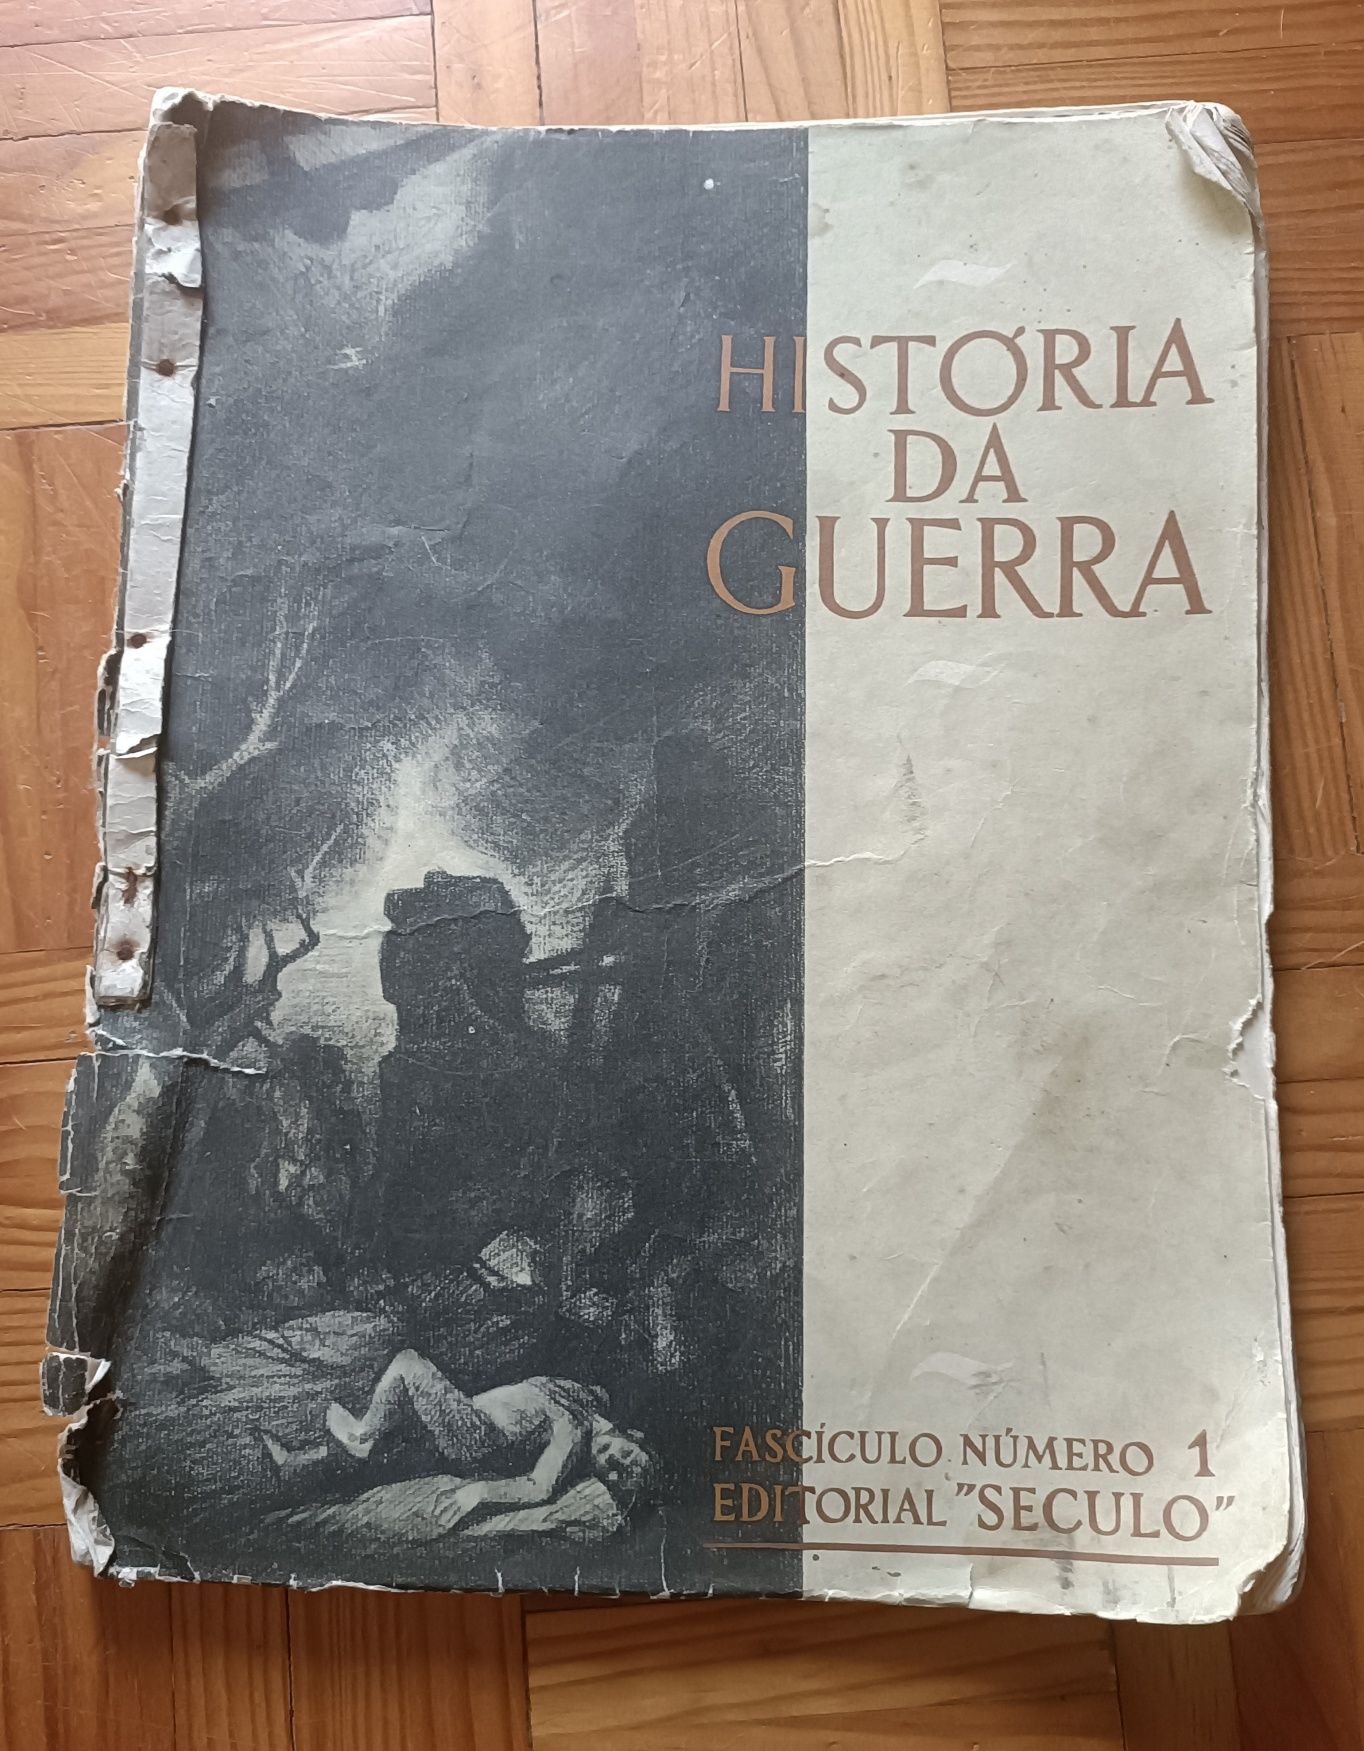 HISTÓRIA
DA
GUERRA
FASCÍCULO NÚMERO 1
EDITORIAL "SECULO"